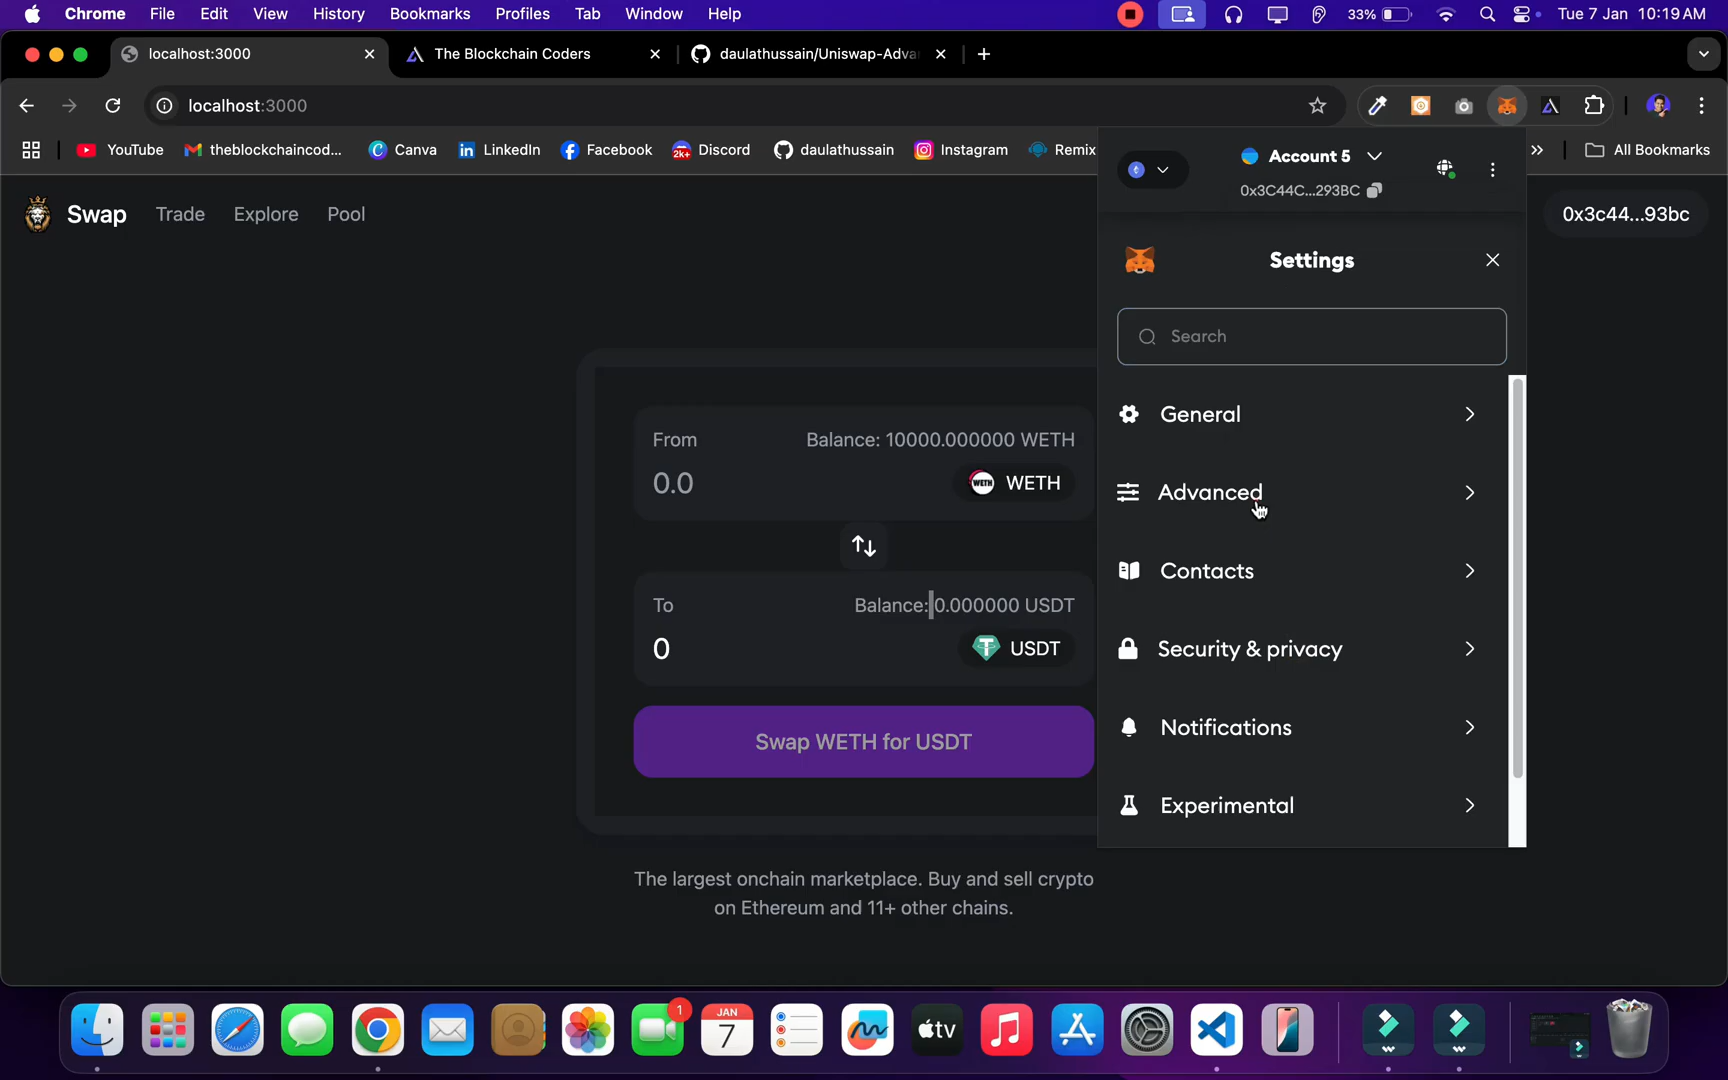 Chrome File Edit View History Bookmarks Profiles Tab Window Help 33% Tue 7 Jan 10:19 AM
localhost:3000 The Blockchain Coders daulathussain/Uniswap-Adva
localhost:3000
YouTube theblockchaincod... Canva LinkedIn Facebook 2k+ Discord daulathussain Instagram Remix » All Bookmarks
Account 5
0x3C44C...293BC
Swap Trade Explore Pool 0x3c44...93bc
Settings
Search
General
Advanced
Contacts
Security & privacy
Notifications
Experimental
From Balance: 10000.000000 WETH
0.0 WETH WETH
To Balance: 0.000000 USDT
0 USDT
Swap WETH for USDT
The largest onchain marketplace. Buy and sell crypto
on Ethereum and 11+ other chains.
1 JAN 7 tv